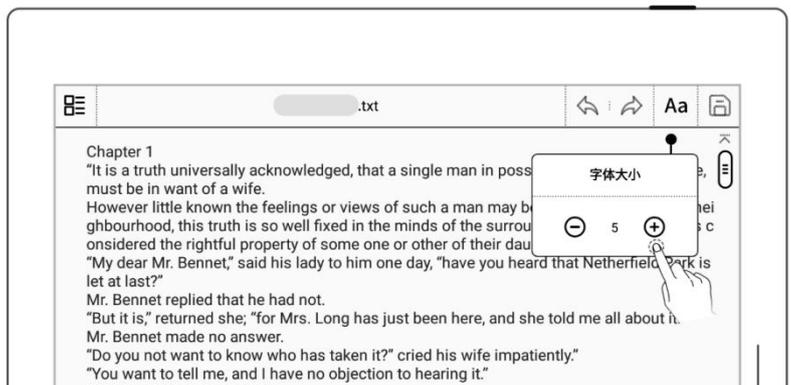 .txt
Aa
字体大小
5
Chapter 1
“It is a truth universally acknowledged, that a single man in poss e,
must be in want of a wife.
However little known the feelings or views of such a man may be nei
ghbourhood, this truth is so well fixed in the minds of the surrou s c
onsidered the rightful property of some one or other of their dau
“My dear Mr. Bennet,” said his lady to him one day, “have you heard that Netherfield Park is
let at last?”
Mr. Bennet replied that he had not.
“But it is,” returned she; “for Mrs. Long has just been here, and she told me all about it.
Mr. Bennet made no answer.
“Do you not want to know who has taken it?” cried his wife impatiently.”
“You want to tell me, and I have no objection to hearing it.”